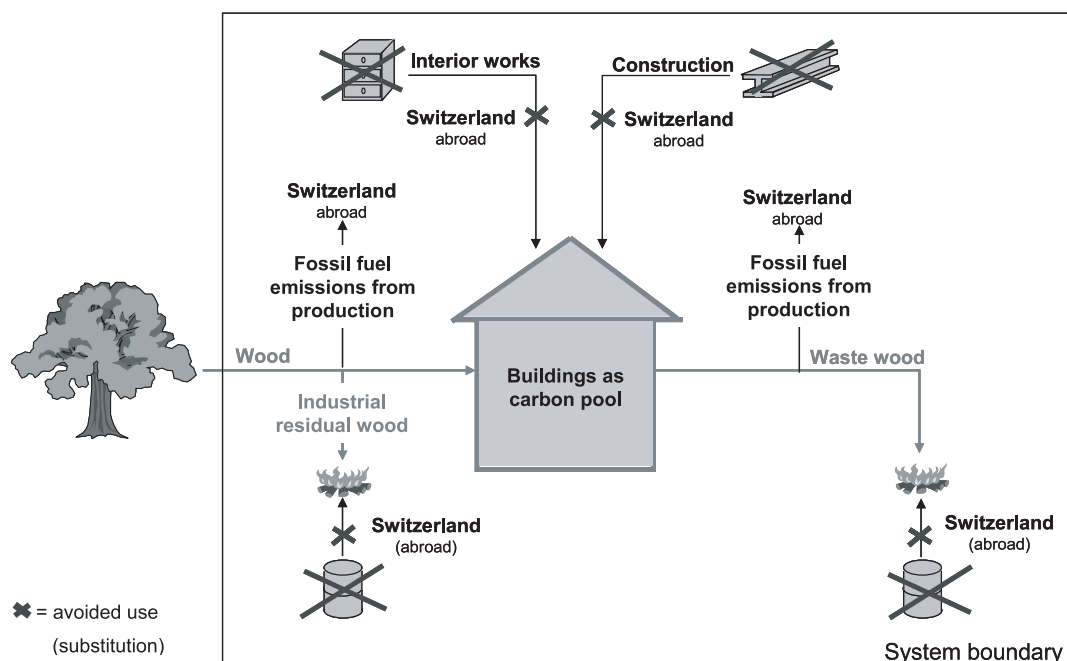 Interior works
Construction
Switzerland
abroad
Switzerland
abroad
Switzerland
abroad
Switzerland
abroad
Fossil fuel
emissions from
production
Fossil fuel
emissions from
production
Wood
Waste wood
Buildings as
carbon pool
Industrial
residual wood
Switzerland
(abroad)
Switzerland
(abroad)
= avoided use
(substitution)
System boundary